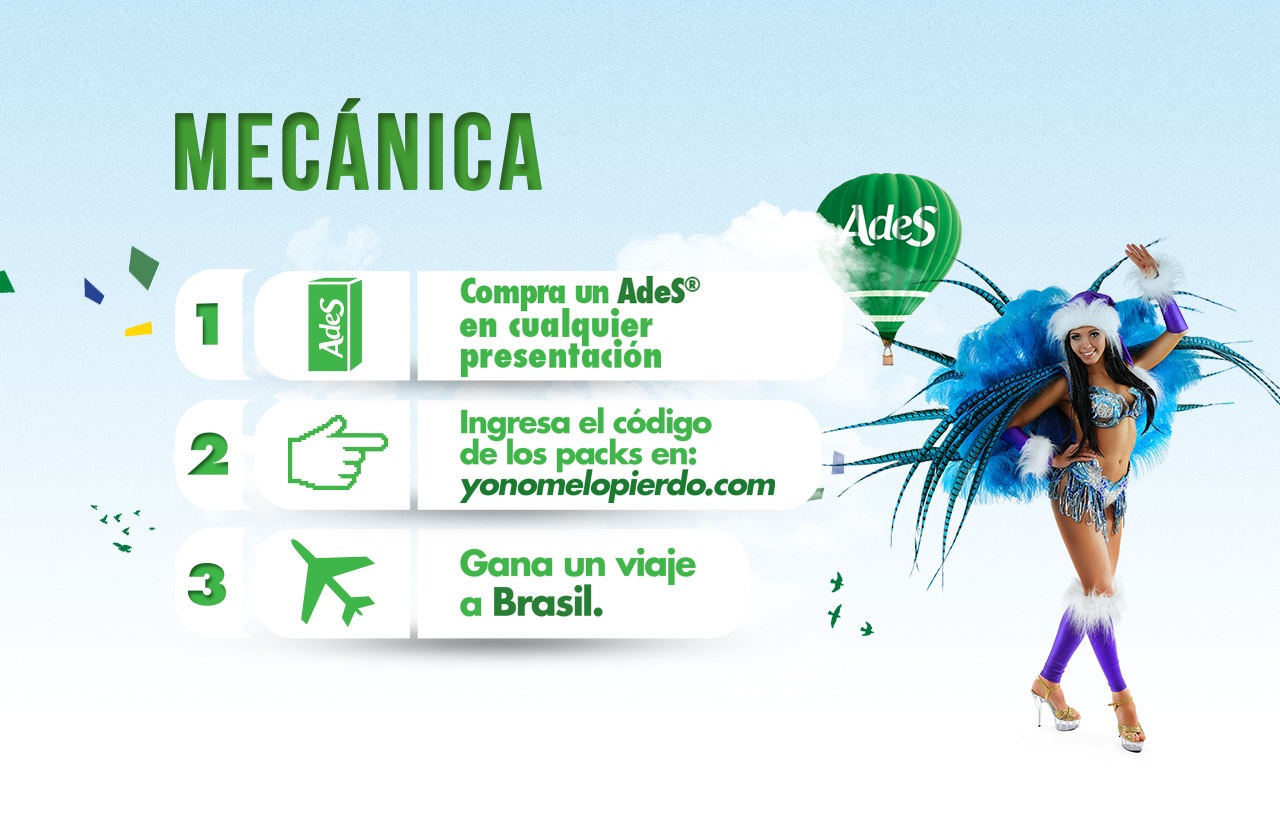 MECÁNICA
AdeS
1
AdeS
Compra un AdeS®
en cualquier
presentación
2
Ingresa el código
de los packs en:
yonomelopierdo.com
3
Gana un viaje
a Brasil.